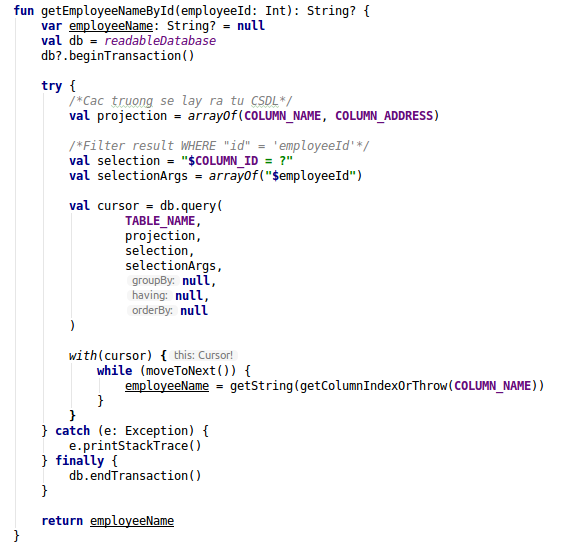 fun getEmployeeNameById(employeeId: Int): String? {
    var employeeName: String? = null
    val db = readableDatabase
    db?.beginTransaction()

    try {
        /*Cac truong se lay ra tu CSDL*/
        val projection = arrayOf(COLUMN_NAME, COLUMN_ADDRESS)

        /*Filter result WHERE "id" = 'employeeId'*/
        val selection = "$COLUMN_ID = ?"
        val selectionArgs = arrayOf("$employeeId")

        val cursor = db.query(
                TABLE_NAME,
                projection,
                selection,
                selectionArgs,
                groupBy: null,
                having: null,
                orderBy: null
        )

        with(cursor) { this: Cursor!
            while (moveToNext()) {
                employeeName = getString(getColumnIndexOrThrow(COLUMN_NAME))
            }
        }
    } catch (e: Exception) {
        e.printStackTrace()
    } finally {
        db.endTransaction()
    }

    return employeeName
}